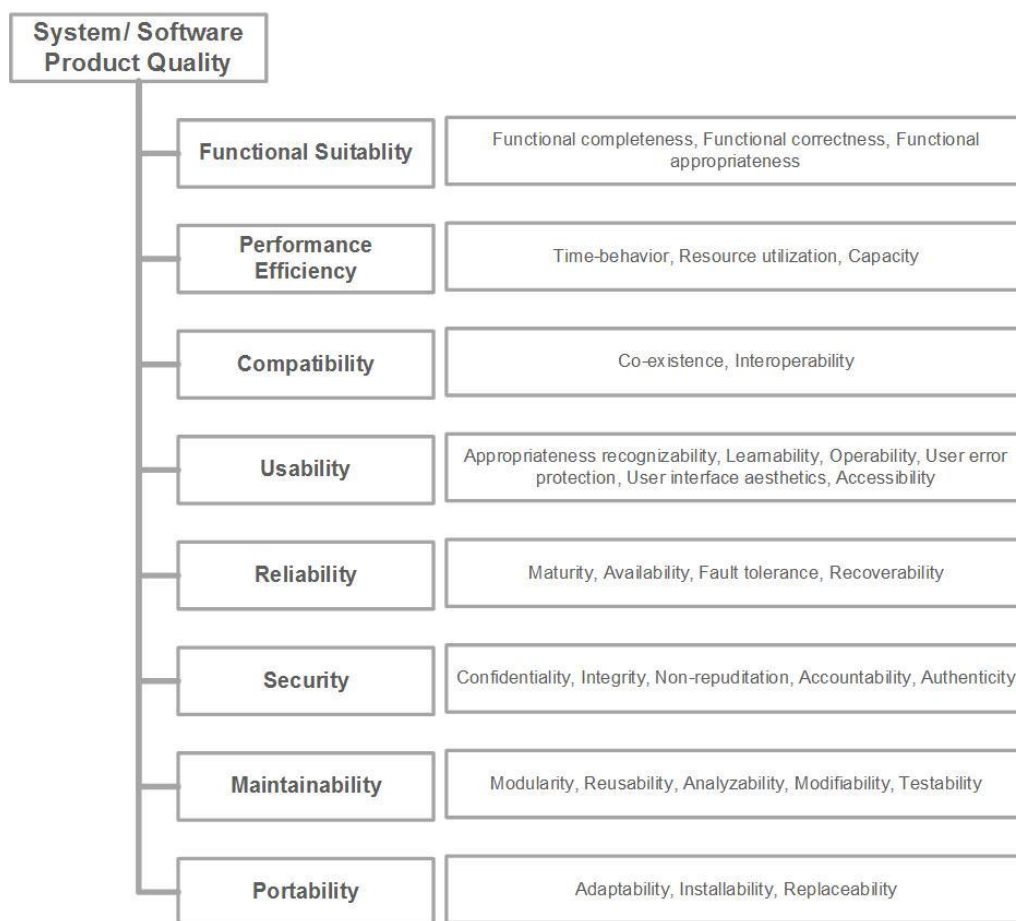 System/ Software
Product Quality
Functional Suitablity
Functional completeness, Functional correctness, Functional
appropriateness
Performance
Efficiency
Time-behavior, Resource utilization, Capacity
Compatibility
Co-existence, Interoperability
Usability
Appropriateness recognizability, Learnability, Operability, User error
protection, User interface aesthetics, Accessibility
Reliability
Maturity, Availability, Fault tolerance, Recoverability
Security
Confidentiality, Integrity, Non-repuditation, Accountability, Authenticity
Maintainability
Modularity, Reusability, Analyzability, Modifiability, Testability
Portability
Adaptability, Installability, Replaceability